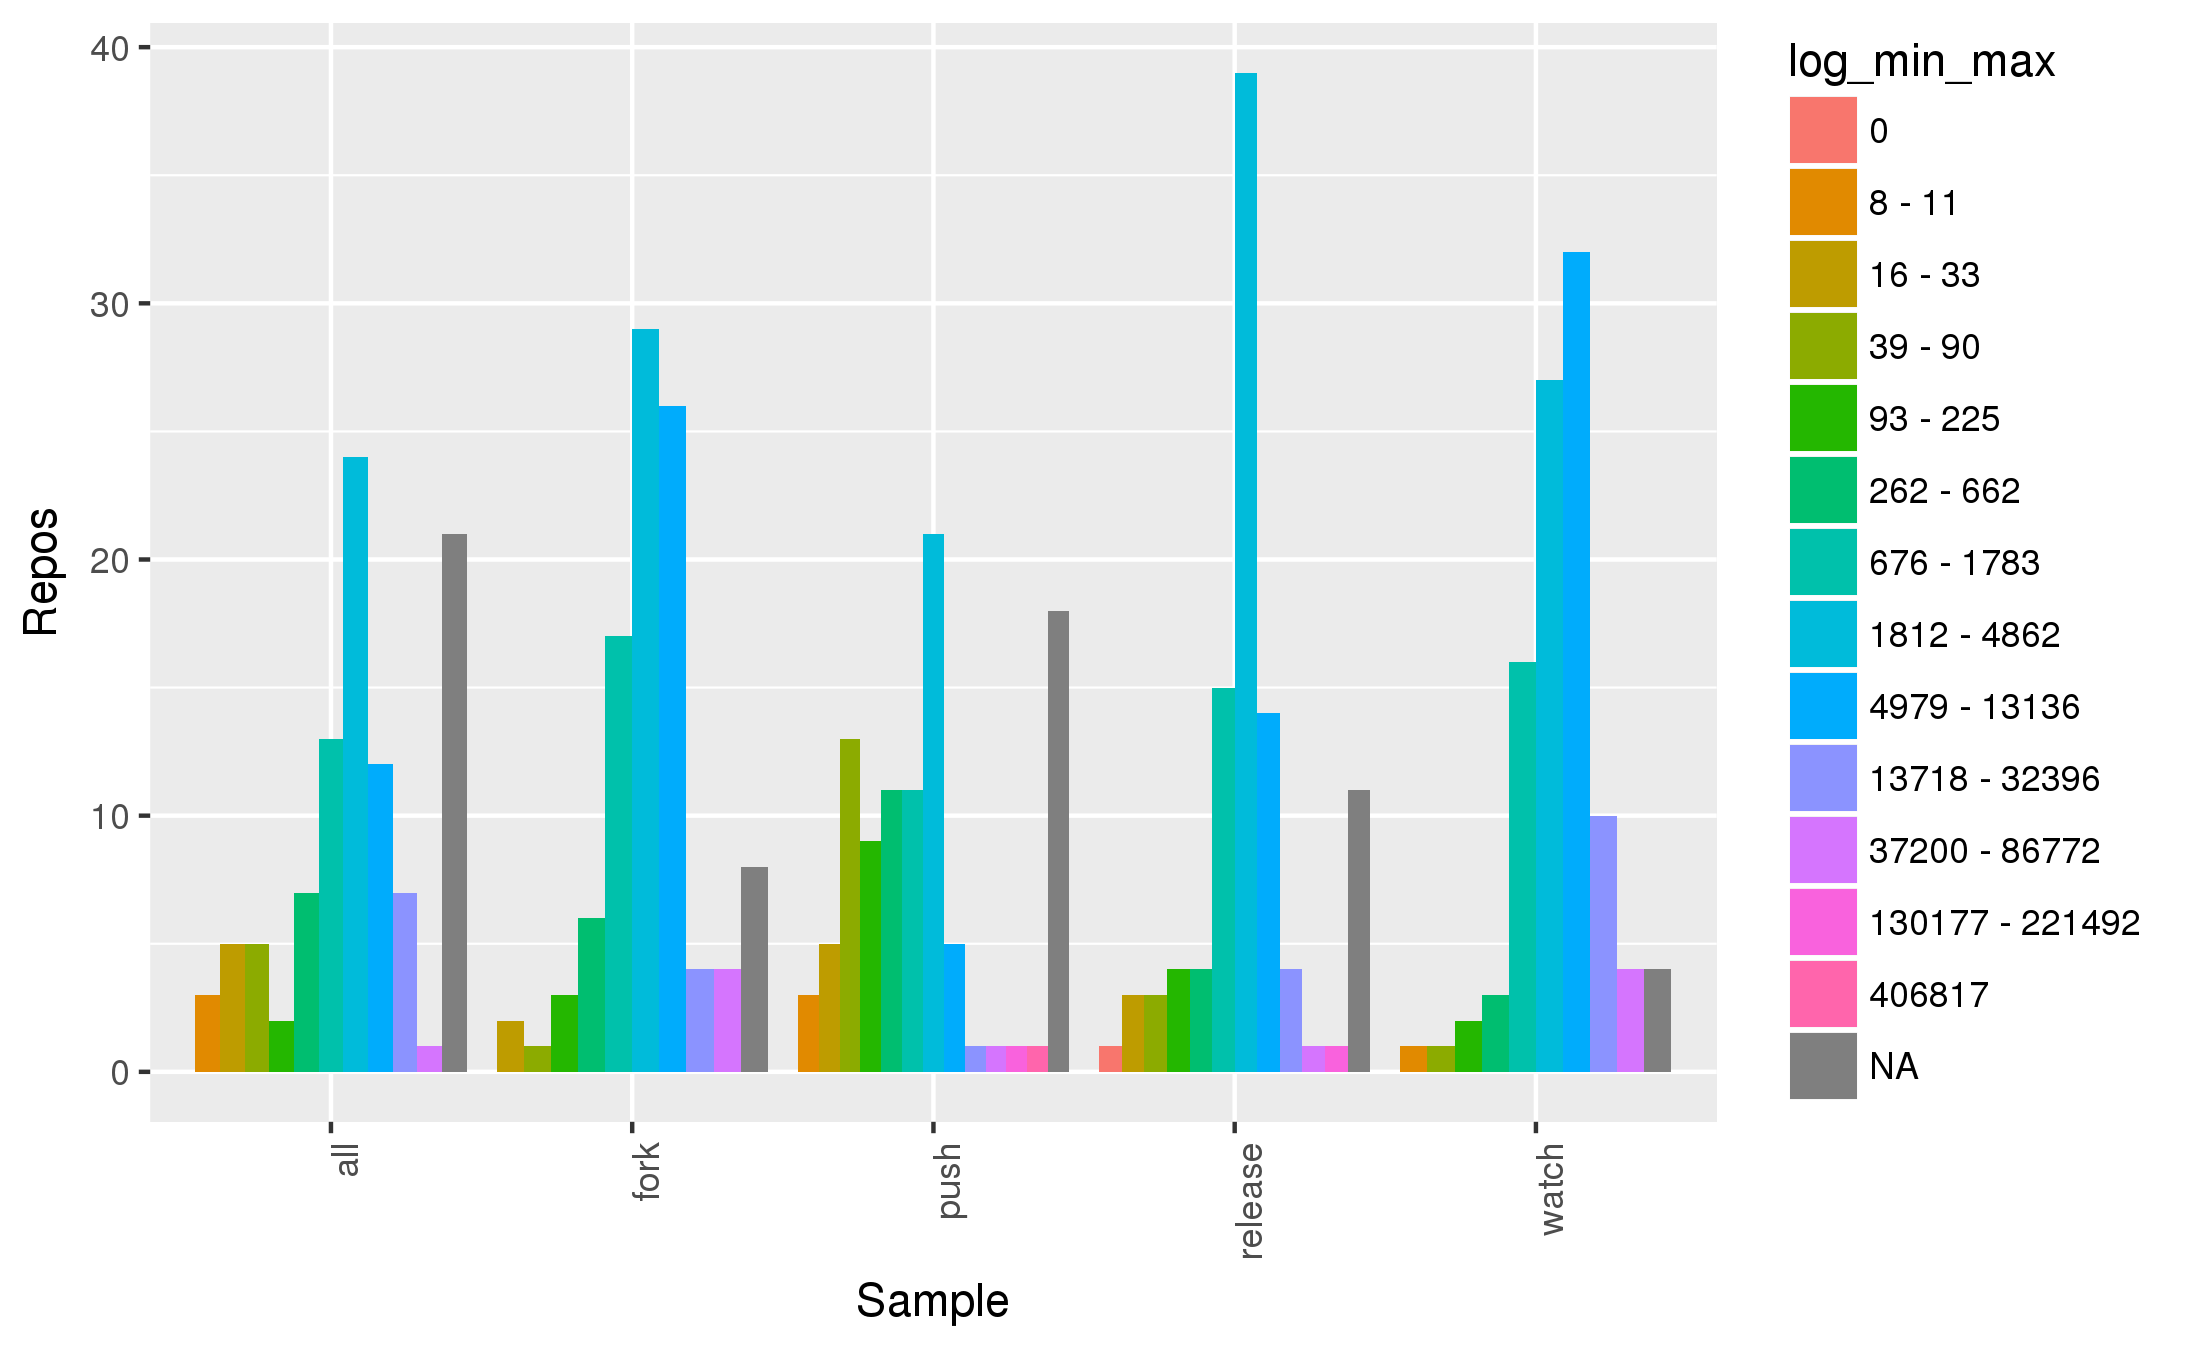 log_min_max
0
8 - 11
16 - 33
39 - 90
93 - 225
262 - 662
676 - 1783
1812 - 4862
4979 - 13136
13718 - 32396
37200 - 86772
130177 - 221492
406817
NA
Repos
40
30
20
10
0
all
fork
push
release
watch
Sample